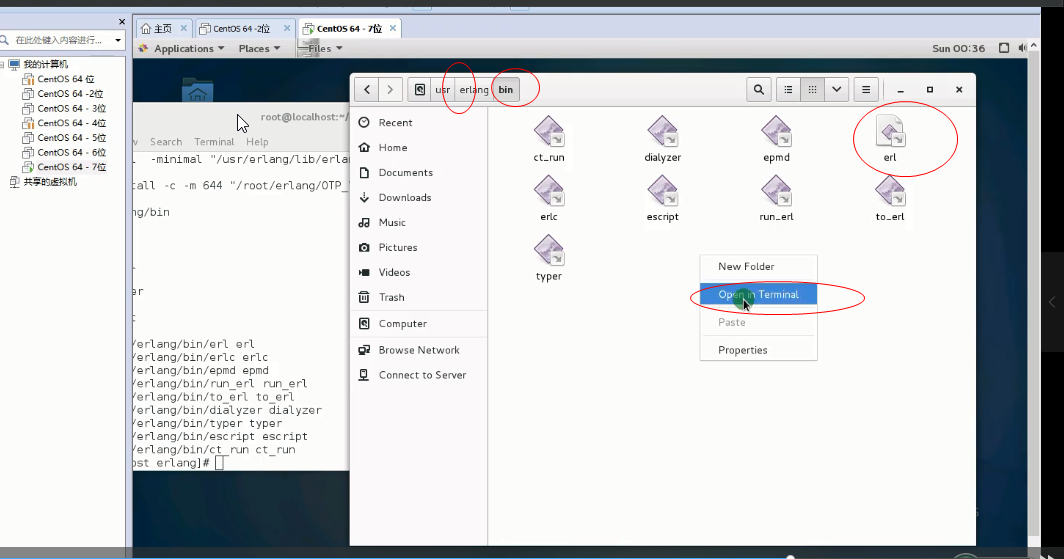 主页 × CentOS 64 -2位 × CentOS 64 - 7位 ×
在此处键入内容进行...
我的计算机
CentOS 64 位
CentOS 64 -2位
CentOS 64 - 3位
CentOS 64 - 4位
CentOS 64 - 5位
CentOS 64 - 6位
CentOS 64 - 7位
共享的虚拟机
Applications Places Files Sun 00:36
root@localhost:~/
Search Terminal Help
-minimal "/usr/erlang/lib/erlan
tall -c -m 644 "/root/erlang/OTP_
ng/bin
er
/erlang/bin/erl erl
/erlang/bin/erlc erlc
/erlang/bin/epmd epmd
/erlang/bin/run_erl run_erl
/erlang/bin/to_erl to_erl
/erlang/bin/dialyzer dialyzer
/erlang/bin/typer typer
/erlang/bin/escript escript
/erlang/bin/ct_run ct_run
ost erlang]#
usr erlang bin
Recent
Home
Documents
Downloads
Music
Pictures
Videos
Trash
Computer
Browse Network
Connect to Server
ct_run dialyzer epmd erl
erlc escript run_erl to_erl
typer
New Folder
Open in Terminal
Paste
Properties